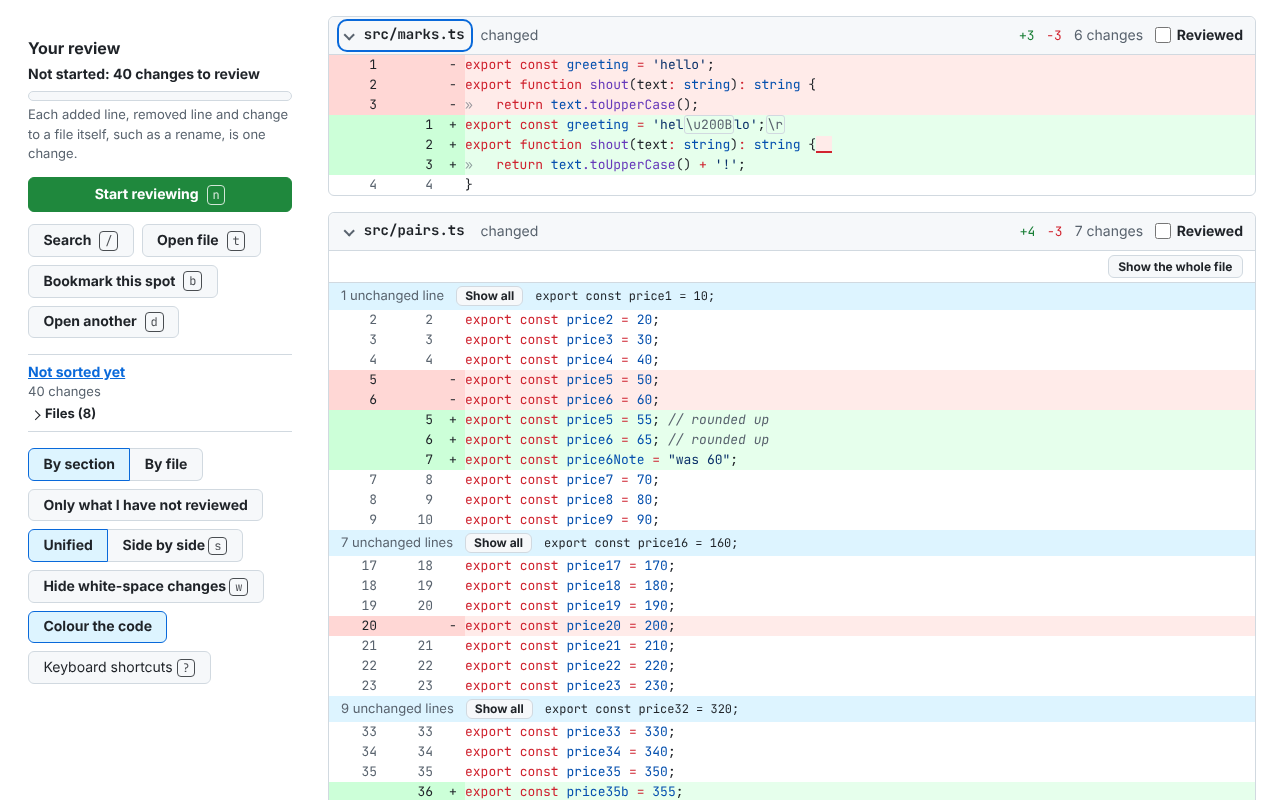 Your review
Not started: 40 changes to review
Each added line, removed line and change
to a file itself, such as a rename, is one
change.
Start reviewing n
Search / Open file t
Bookmark this spot b
Open another d
Not sorted yet
40 changes
Files (8)
By section By file
Only what I have not reviewed
Unified Side by side s
Hide white-space changes w
Colour the code
Keyboard shortcuts ?
src/marks.ts changed +3 -3 6 changes Reviewed
1 - export const greeting = 'hello';
2 - export function shout(text: string): string {
3 - » return text.toUpperCase();
1 + export const greeting = 'hel\u200Blo';\r
2 + export function shout(text: string): string {
3 + » return text.toUpperCase() + '!';
4 4 }
src/pairs.ts changed +4 -3 7 changes Reviewed
Show the whole file
1 unchanged line Show all export const price1 = 10;
2 2 export const price2 = 20;
3 3 export const price3 = 30;
4 4 export const price4 = 40;
5 - export const price5 = 50;
6 - export const price6 = 60;
5 + export const price5 = 55; // rounded up
6 + export const price6 = 65; // rounded up
7 + export const price6Note = "was 60";
7 8 export const price7 = 70;
8 9 export const price8 = 80;
9 10 export const price9 = 90;
7 unchanged lines Show all export const price16 = 160;
17 18 export const price17 = 170;
18 19 export const price18 = 180;
19 20 export const price19 = 190;
20 - export const price20 = 200;
21 21 export const price21 = 210;
22 22 export const price22 = 220;
23 23 export const price23 = 230;
9 unchanged lines Show all export const price32 = 320;
33 33 export const price33 = 330;
34 34 export const price34 = 340;
35 35 export const price35 = 350;
36 + export const price35b = 355;